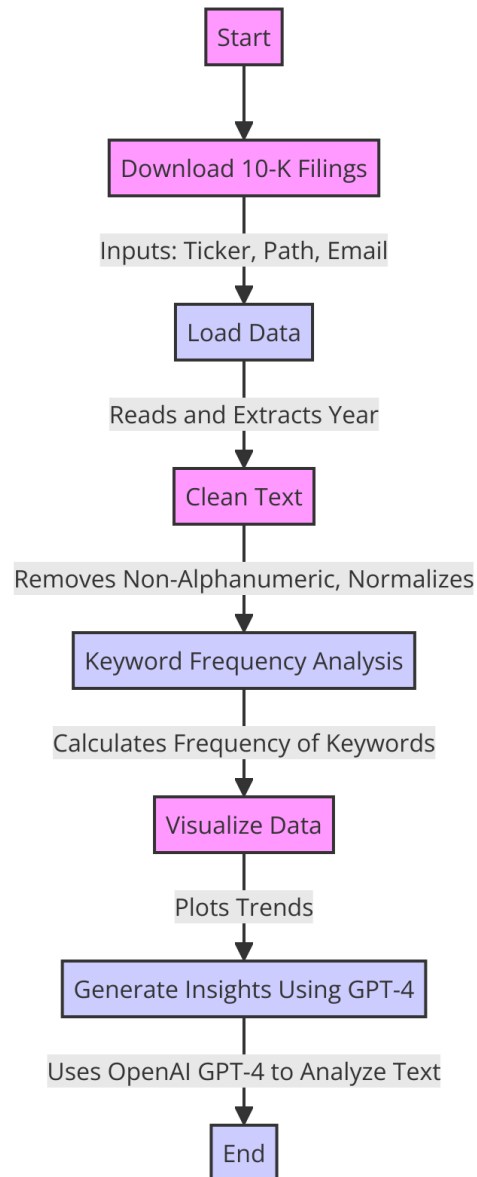 Start
Download 10-K Filings
Inputs: Ticker, Path, Email
Load Data
Reads and Extracts Year
Clean Text
Removes Non-Alphanumeric, Normalizes
Keyword Frequency Analysis
Calculates Frequency of Keywords
Visualize Data
Plots Trends
Generate Insights Using GPT-4
Uses OpenAI GPT-4 to Analyze Text
End